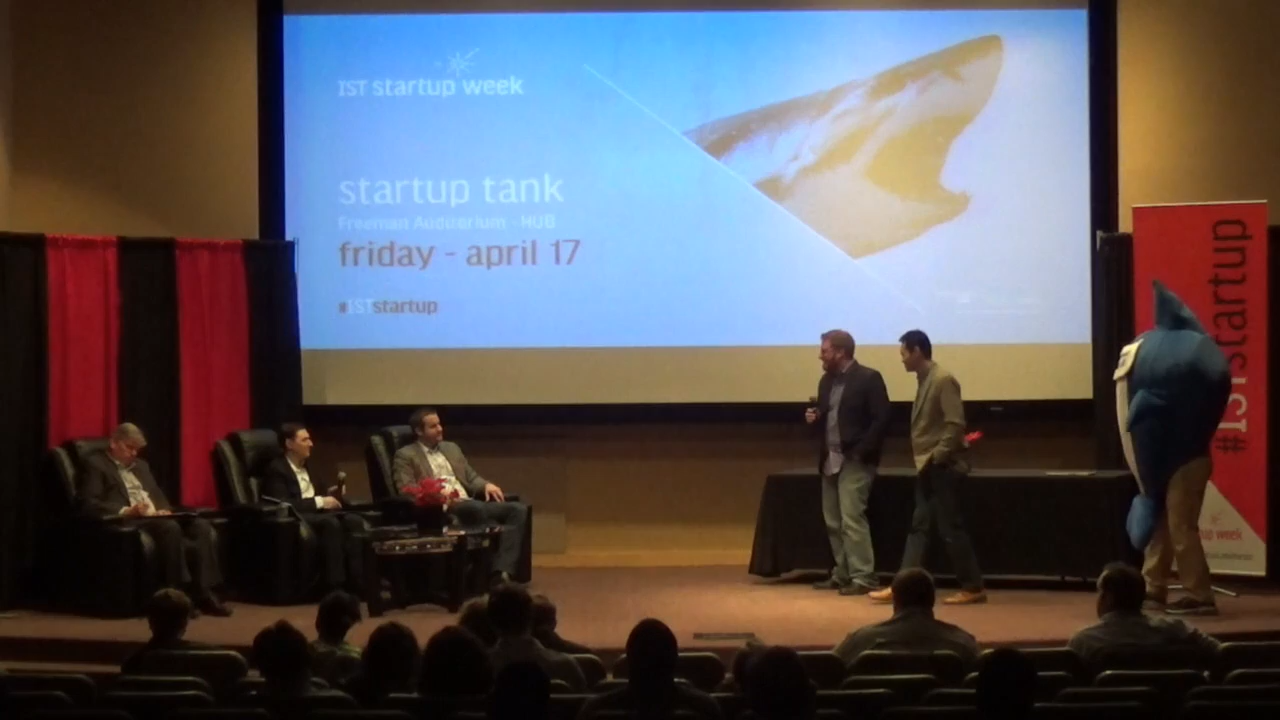 IST startup week
startup tank
Freeman Auditorium - HUB
friday - april 17
#ISTstartup
#ISTstartup
week